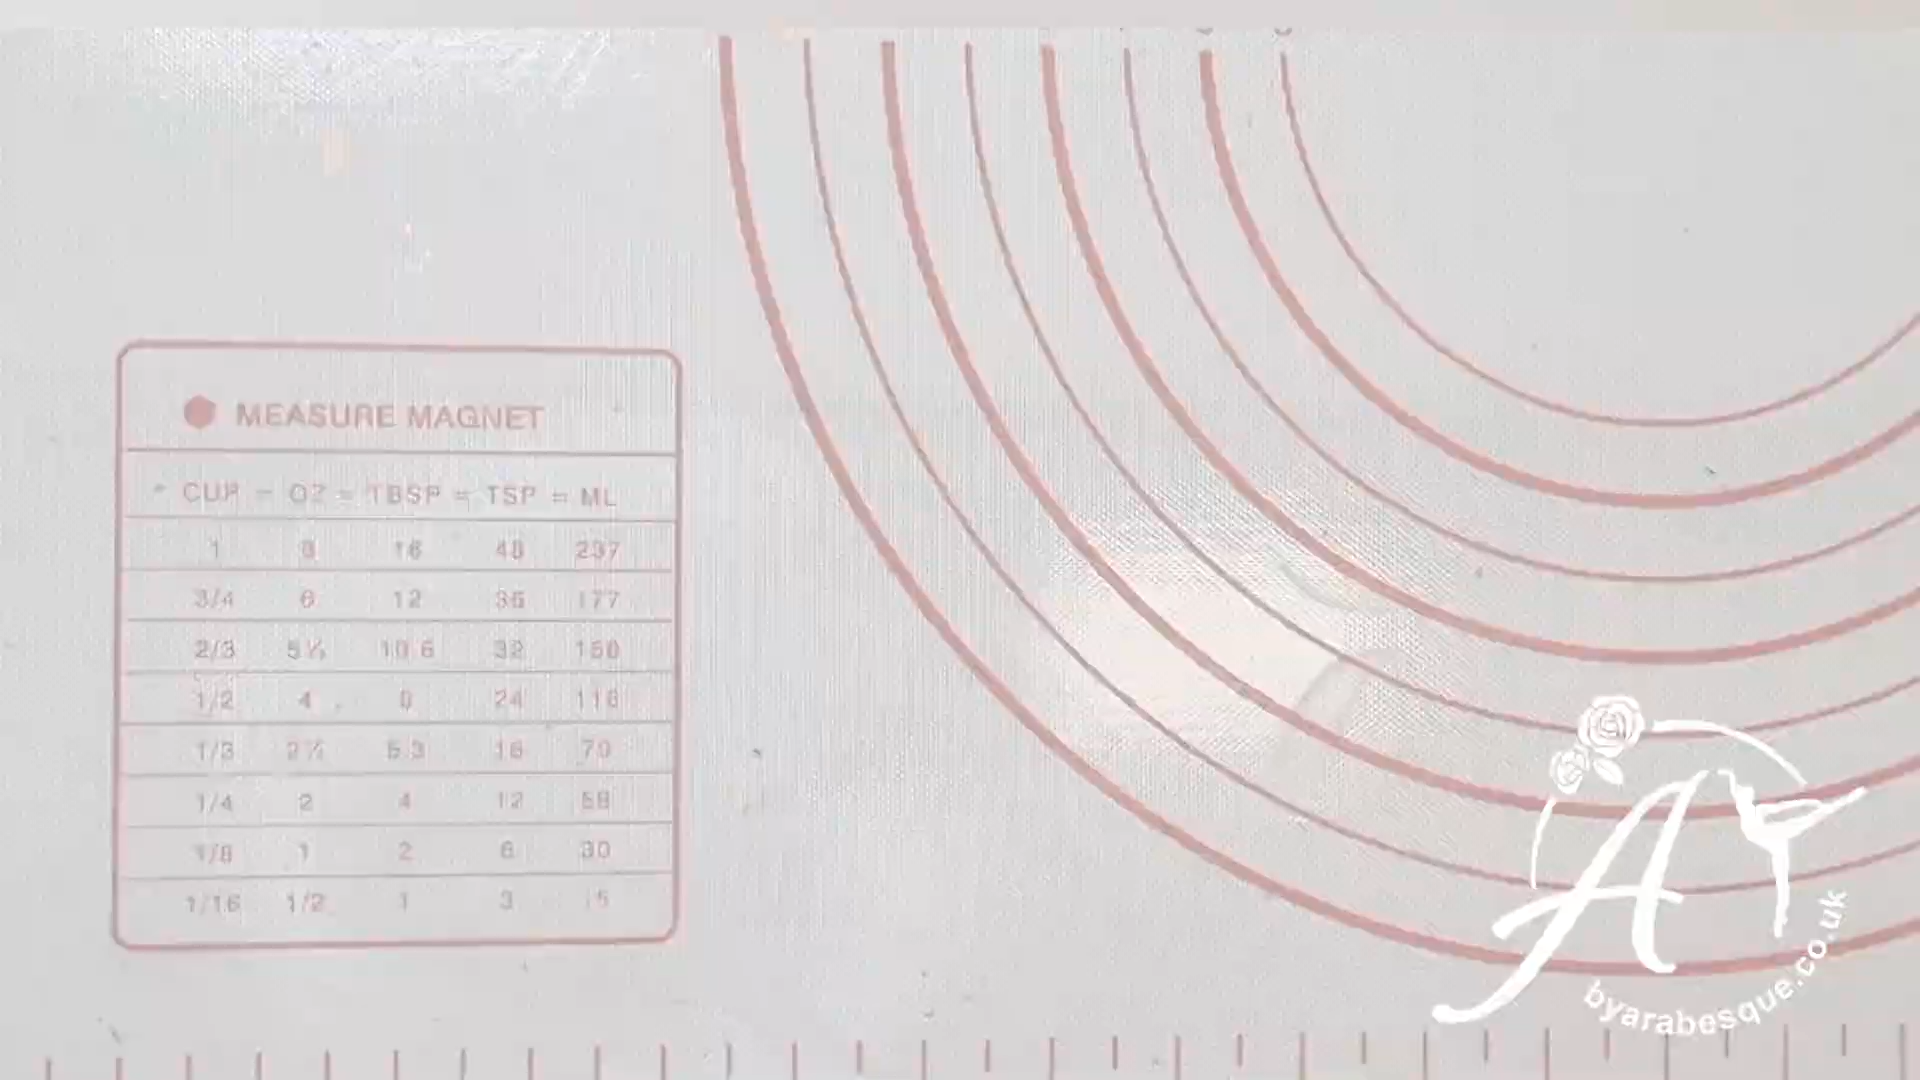 MEASURE MAGNET
* CUP = OZ = TBSP = TSP = ML
1 8 16 48 237
3/4 6 12 36 177
2/3 5⅓ 10.6 32 158
1/2 4 8 24 118
1/3 5.3 16 79
1/4 2 4 12 59
1/8 1 2 6 30
1/16 1/2 1 3 15
A
byarabesque.co.uk